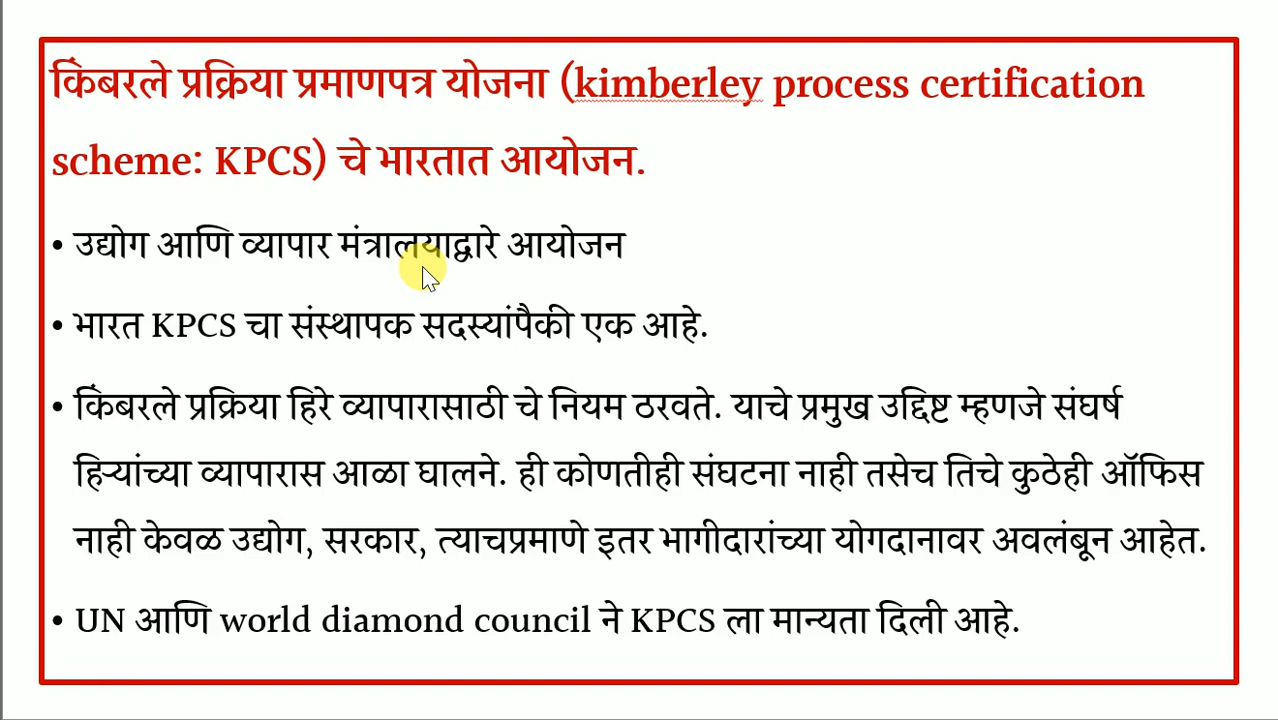 किंबरले प्रक्रिया प्रमाणपत्र योजना (kimberley process certification
scheme: KPCS) चे भारतात आयोजन.
• उद्योग आणि व्यापार मंत्रालयाद्वारे आयोजन
• भारत KPCS चा संस्थापक सदस्यांपैकी एक आहे.
• किंबरले प्रक्रिया हिरे व्यापारासाठी चे नियम ठरवते. याचे प्रमुख उद्दिष्ट म्हणजे संघर्ष
हिऱ्यांच्या व्यापारास आळा घालने. ही कोणतीही संघटना नाही तसेच तिचे कुठेही ऑफिस
नाही केवळ उद्योग, सरकार, त्याचप्रमाणे इतर भागीदारांच्या योगदानावर अवलंबून आहेत.
• UN आणि world diamond council ने KPCS ला मान्यता दिली आहे.